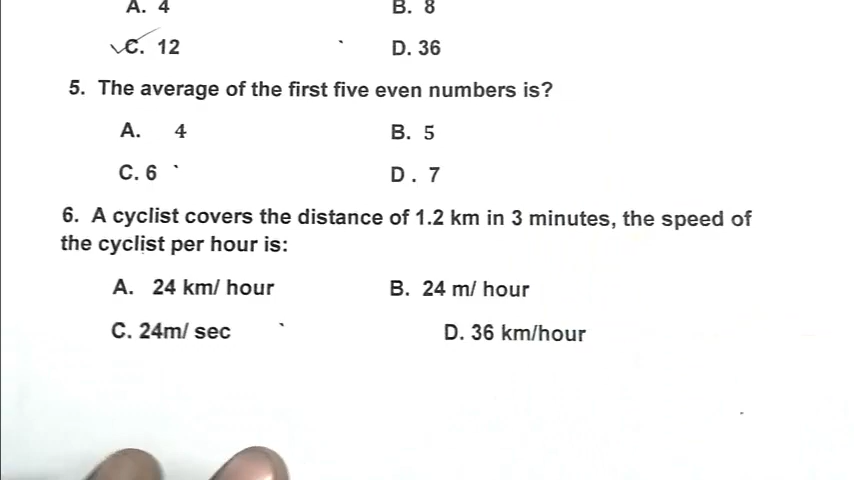 A. 4 B. 8
C. 12 D. 36
5. The average of the first five even numbers is?
A. 4 B. 5
C. 6 D . 7
6. A cyclist covers the distance of 1.2 km in 3 minutes, the speed of
the cyclist per hour is:
A. 24 km/ hour B. 24 m/ hour
C. 24m/ sec D. 36 km/hour